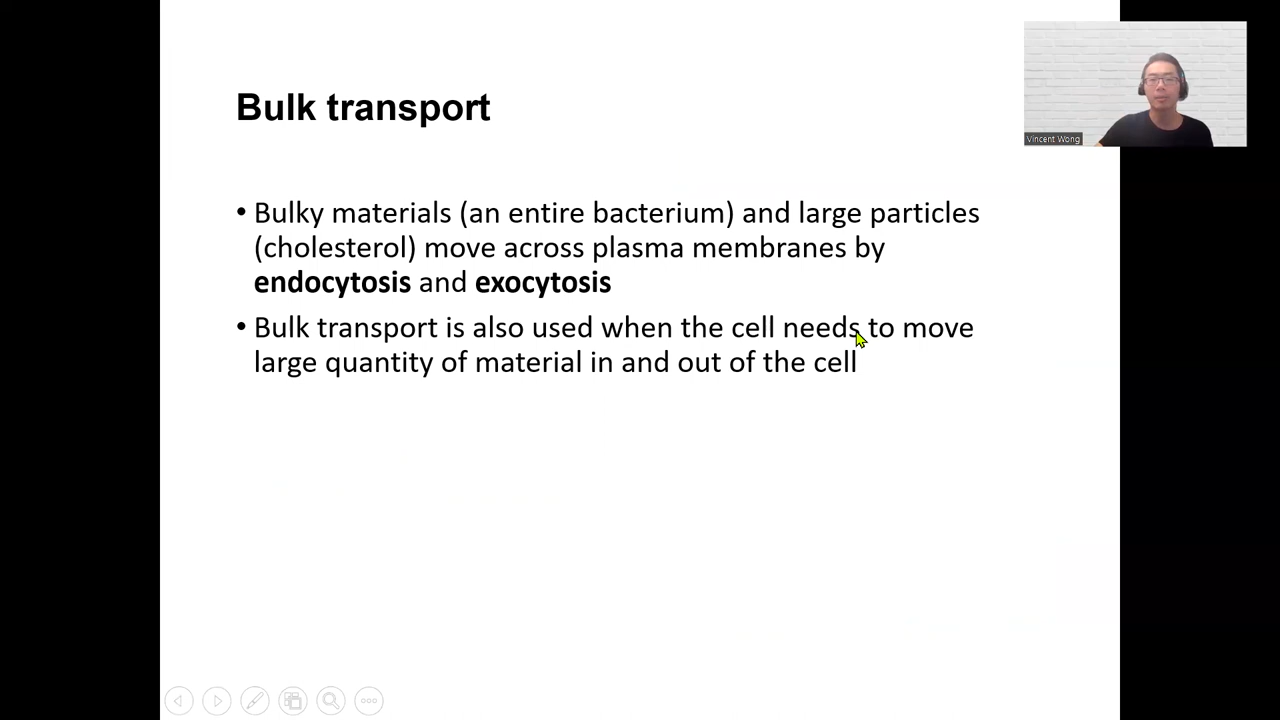 Bulk transport
Vincent Wong
• Bulky materials (an entire bacterium) and large particles
(cholesterol) move across plasma membranes by
endocytosis and exocytosis
• Bulk transport is also used when the cell needs to move
large quantity of material in and out of the cell